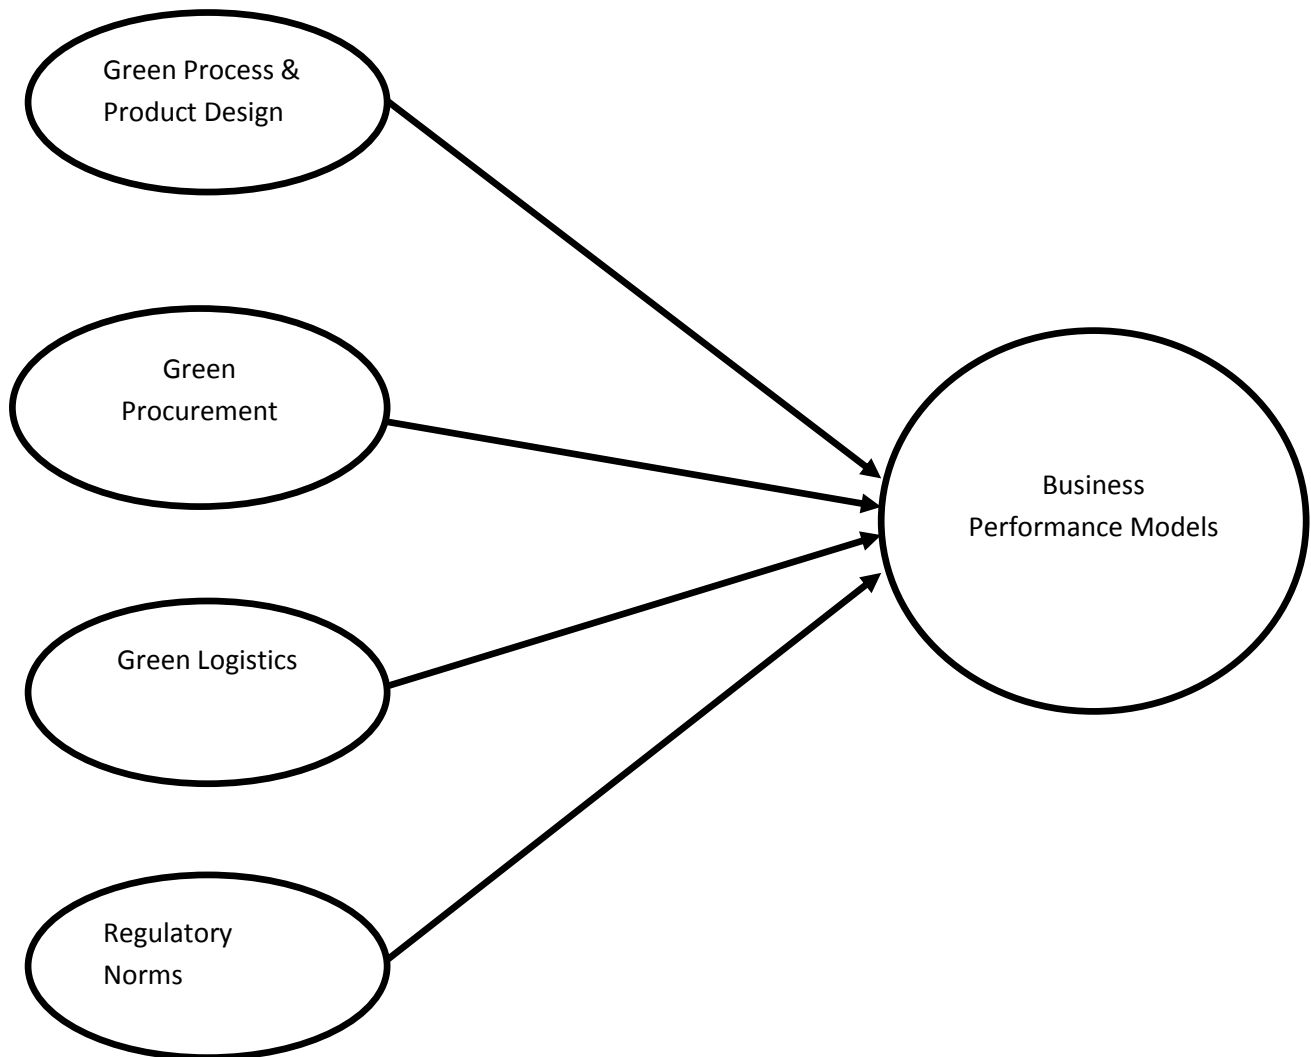 Green Process &
Product Design
Green
Procurement
Business
Performance Models
Green Logistics
Regulatory
Norms